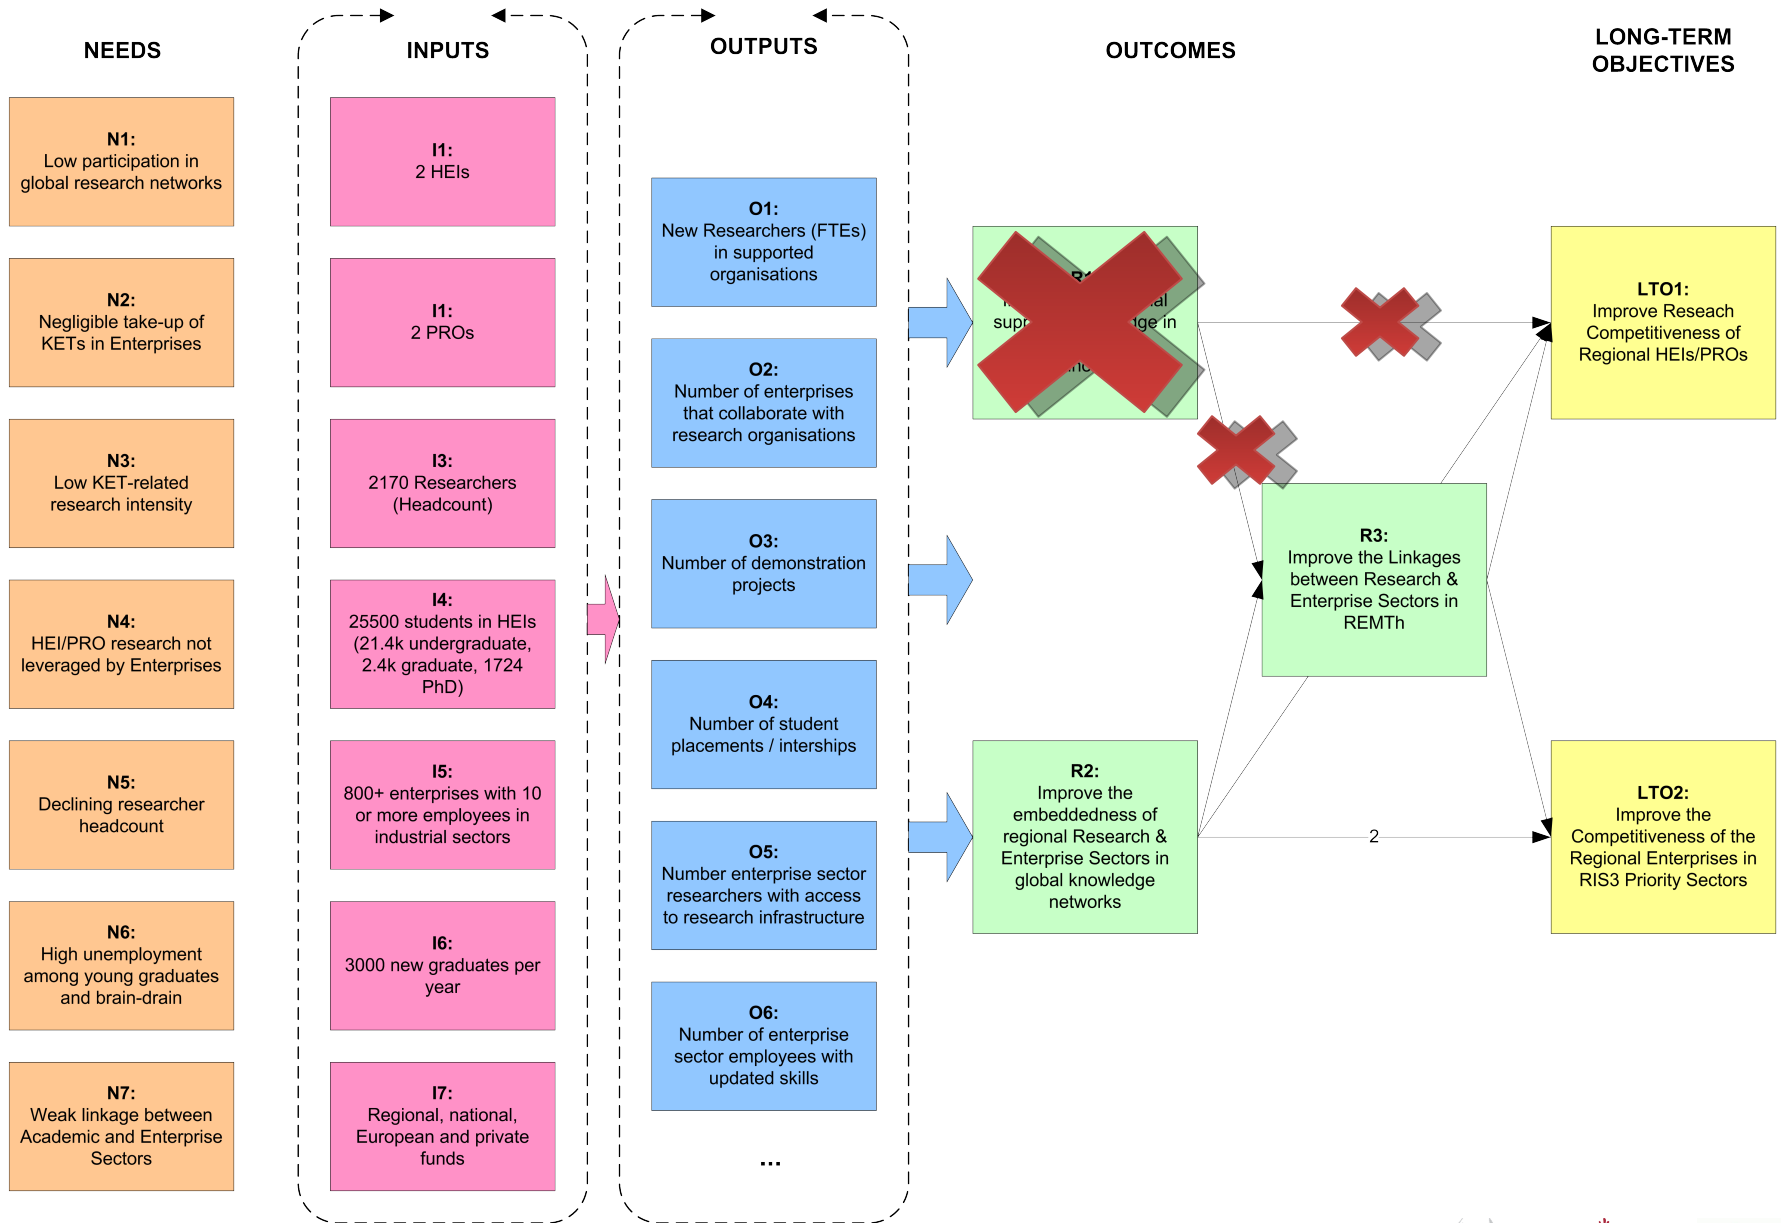 NEEDS
INPUTS
OUTPUTS
OUTCOMES
LONG-TERM
OBJECTIVES
N1:
Low participation in
global research networks
N2:
Negligible take-up of
KETs in Enterprises
N3:
Low KET-related
research intensity
N4:
HEI/PRO research not
leveraged by Enterprises
N5:
Declining researcher
headcount
N6:
High unemployment
among young graduates
and brain-drain
N7:
Weak linkage between
Academic and Enterprise
Sectors
I1:
2 HEIs
I1:
2 PROs
I3:
2170 Researchers
(Headcount)
I4:
25500 students in HEIs
(21.4k undergraduate,
2.4k graduate, 1724
PhD)
I5:
800+ enterprises with 10
or more employees in
industrial sectors
I6:
3000 new graduates per
year
I7:
Regional, national,
European and private
funds
O1:
New Researchers (FTEs)
in supported
organisations
O2:
Number of enterprises
that collaborate with
research organisations
O3:
Number of demonstration
projects
O4:
Number of student
placements / interships
O5:
Number enterprise sector
researchers with access
to research infrastructure
O6:
Number of enterprise
sector employees with
updated skills
...
in
R2:
Improve the
embeddedness of
regional Research &
Enterprise Sectors in
global knowledge
networks
R3:
Improve the Linkages
between Research &
Enterprise Sectors in
REMTh
2
LTO1:
Improve Reseach
Competitiveness of
Regional HEIs/PROs
LTO2:
Improve the
Competitiveness of the
Regional Enterprises in
RIS3 Priority Sectors